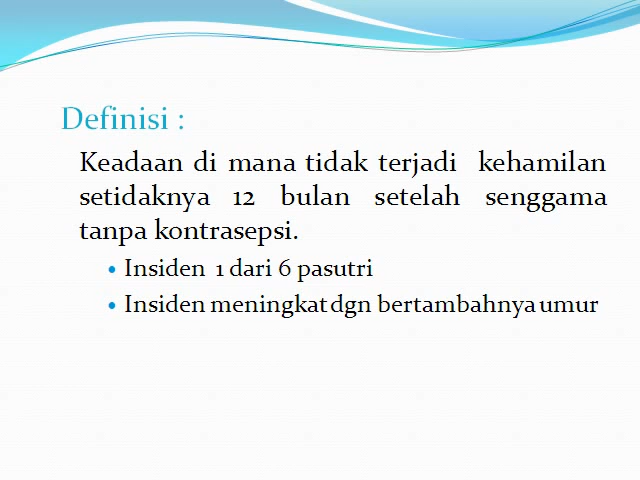 Definisi :
Keadaan di mana tidak terjadi kehamilan
setidaknya 12 bulan setelah senggama
tanpa kontrasepsi.
• Insiden 1 dari 6 pasutri
• Insiden meningkat dgn bertambahnya umur